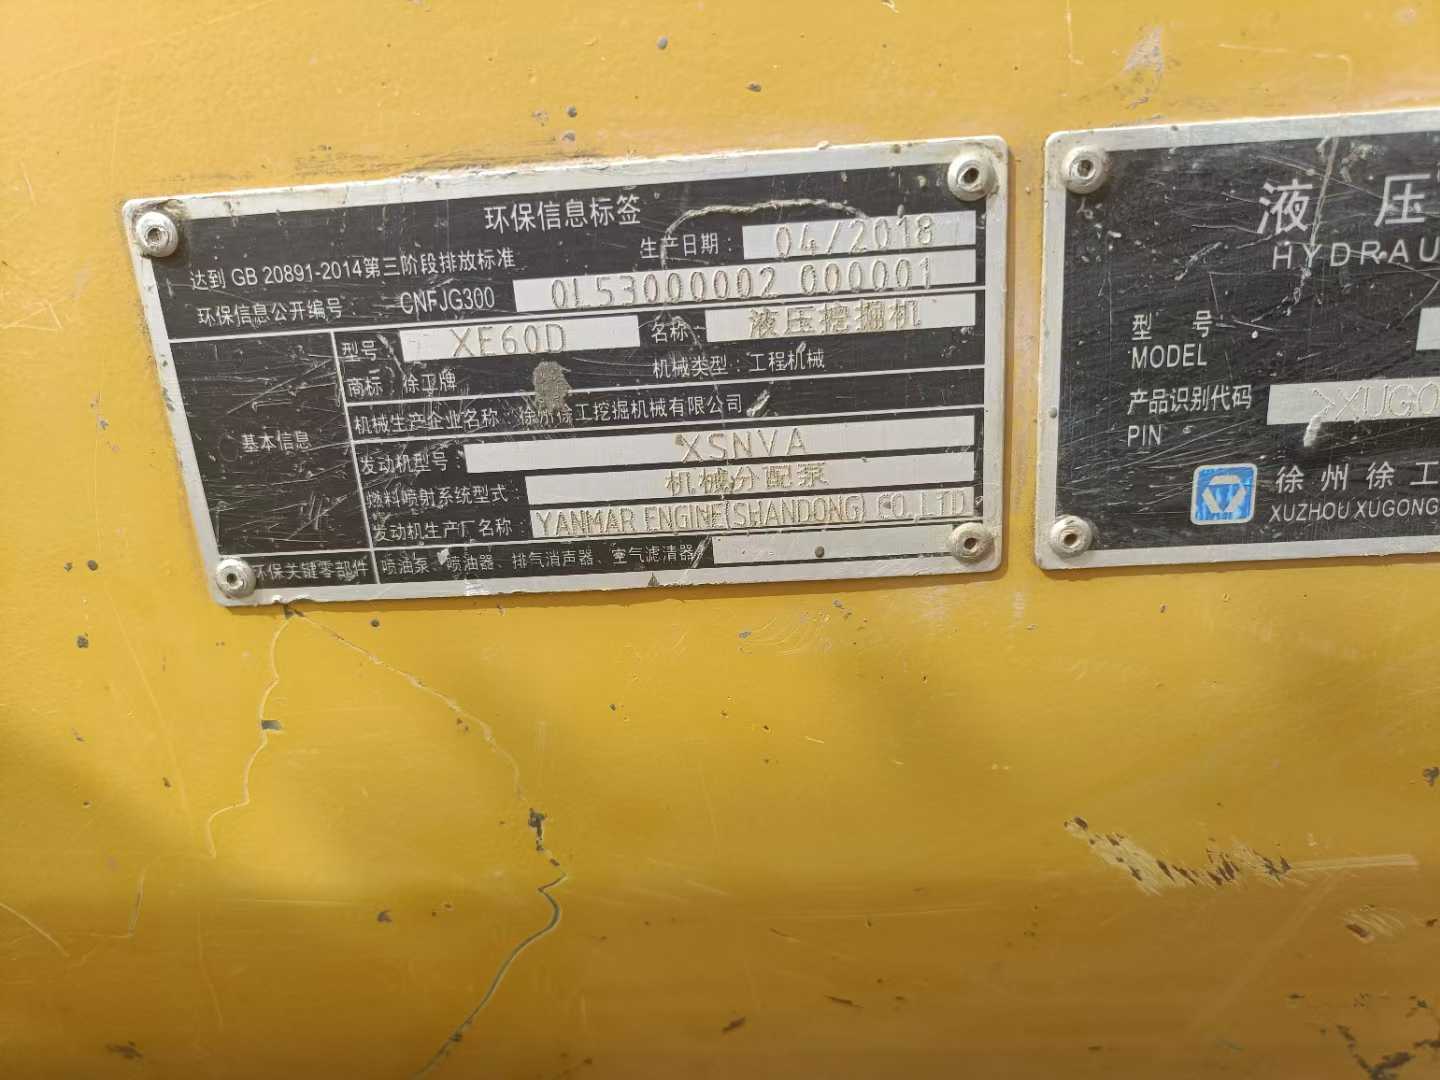 环保信息标签
达到 GB 20891-2014第三阶段排放标准 生产日期： 04/2018
环保信息公开编号： CNFJG300 0L53000002 000001
基本信息
型号 XE60D 名称： 液压挖掘机
商标：徐工牌 机械类型：工程机械
机械生产企业名称：徐州徐工挖掘机械有限公司
发动机型号： XSNVA
燃料喷射系统型式： 机械分配泵
发动机生产厂名称： YANMAR ENGINE(SHANDONG) CO.,LTD
环保关键零部件 喷油泵、喷油器、排气消声器、空气滤清器
液 压
HYDRAU
型 号
MODEL
产品识别代码
PIN XUG0
徐 州 徐 工
XUZHOU XUGONG